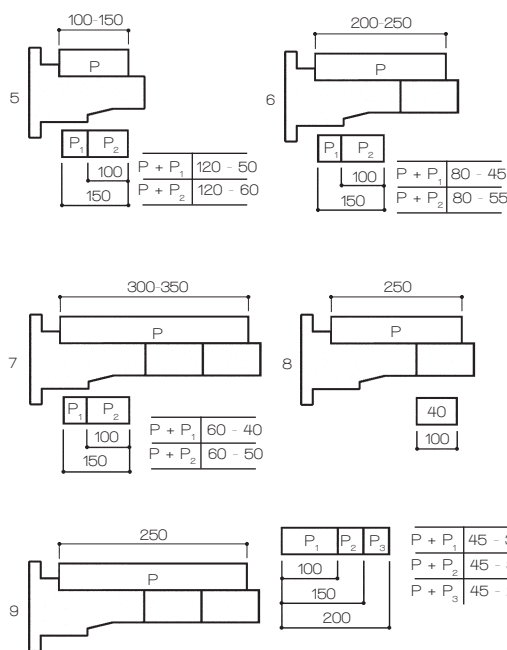 100-150
P
5
P₁ P₂
100
150
P + P₁ 120 - 50
P + P₂ 120 - 60
200-250
P
6
P₁ P₂
100
150
P + P₁ 80 - 45
P + P₂ 80 - 55
300-350
P
7
P₁ P₂
100
150
P + P₁ 60 - 40
P + P₂ 60 - 50
250
P
8
40
100
250
P
9
P₁ P₂ P₃
100
150
200
P + P₁ 45 -
P + P₂ 45 -
P + P₃ 45 -